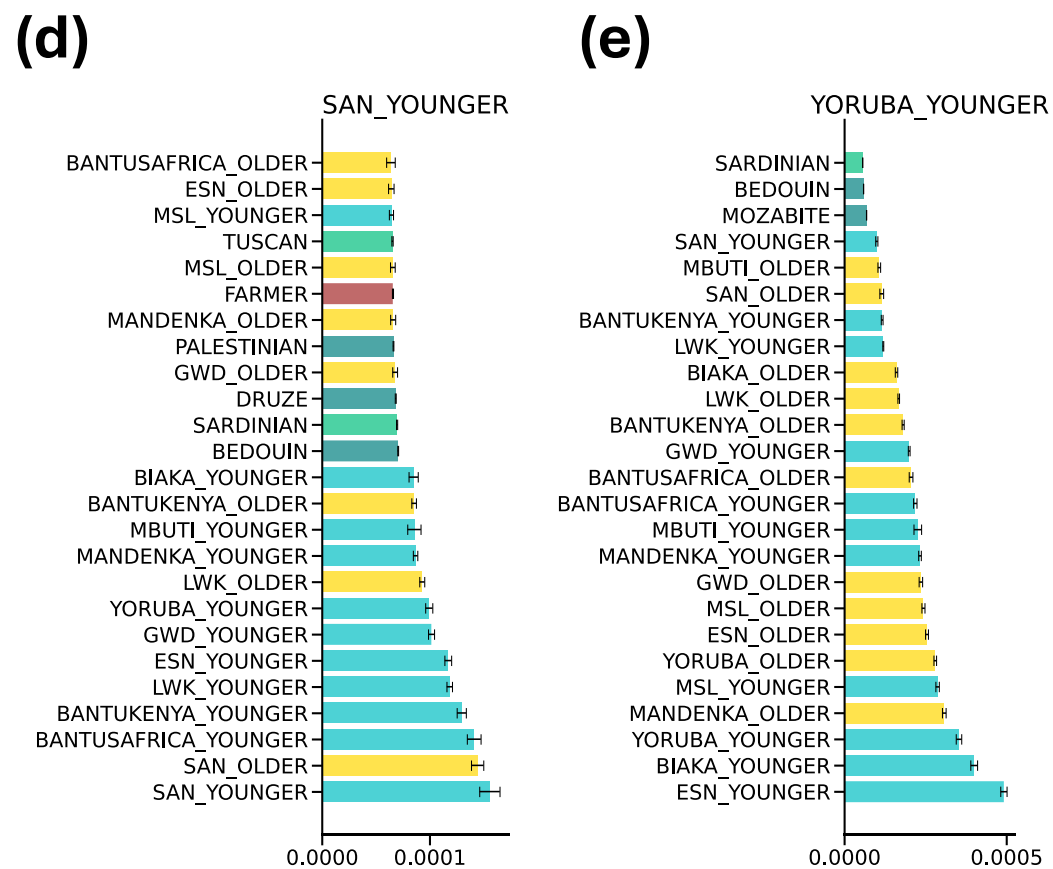 (d)
SAN_YOUNGER
BANTUSAFRICA_OLDER
ESN_OLDER
MSL_YOUNGER
TUSCAN
MSL_OLDER
FARMER
MANDENKA_OLDER
PALESTINIAN
GWD_OLDER
DRUZE
SARDINIAN
BEDOUIN
BIAKA_YOUNGER
BANTUKENYA_OLDER
MBUTI_YOUNGER
MANDENKA_YOUNGER
LWK_OLDER
YORUBA_YOUNGER
GWD_YOUNGER
ESN_YOUNGER
LWK_YOUNGER
BANTUKENYA_YOUNGER
BANTUSAFRICA_YOUNGER
SAN_OLDER
SAN_YOUNGER
0.0000 0.0001
(e)
YORUBA_YOUNGER
SARDINIAN
BEDOUIN
MOZABITE
SAN_YOUNGER
MBUTI_OLDER
SAN_OLDER
BANTUKENYA_YOUNGER
LWK_YOUNGER
BIAKA_OLDER
LWK_OLDER
BANTUKENYA_OLDER
GWD_YOUNGER
BANTUSAFRICA_OLDER
BANTUSAFRICA_YOUNGER
MBUTI_YOUNGER
MANDENKA_YOUNGER
GWD_OLDER
MSL_OLDER
ESN_OLDER
YORUBA_OLDER
MSL_YOUNGER
MANDENKA_OLDER
YORUBA_YOUNGER
BIAKA_YOUNGER
ESN_YOUNGER
0.0000 0.0005